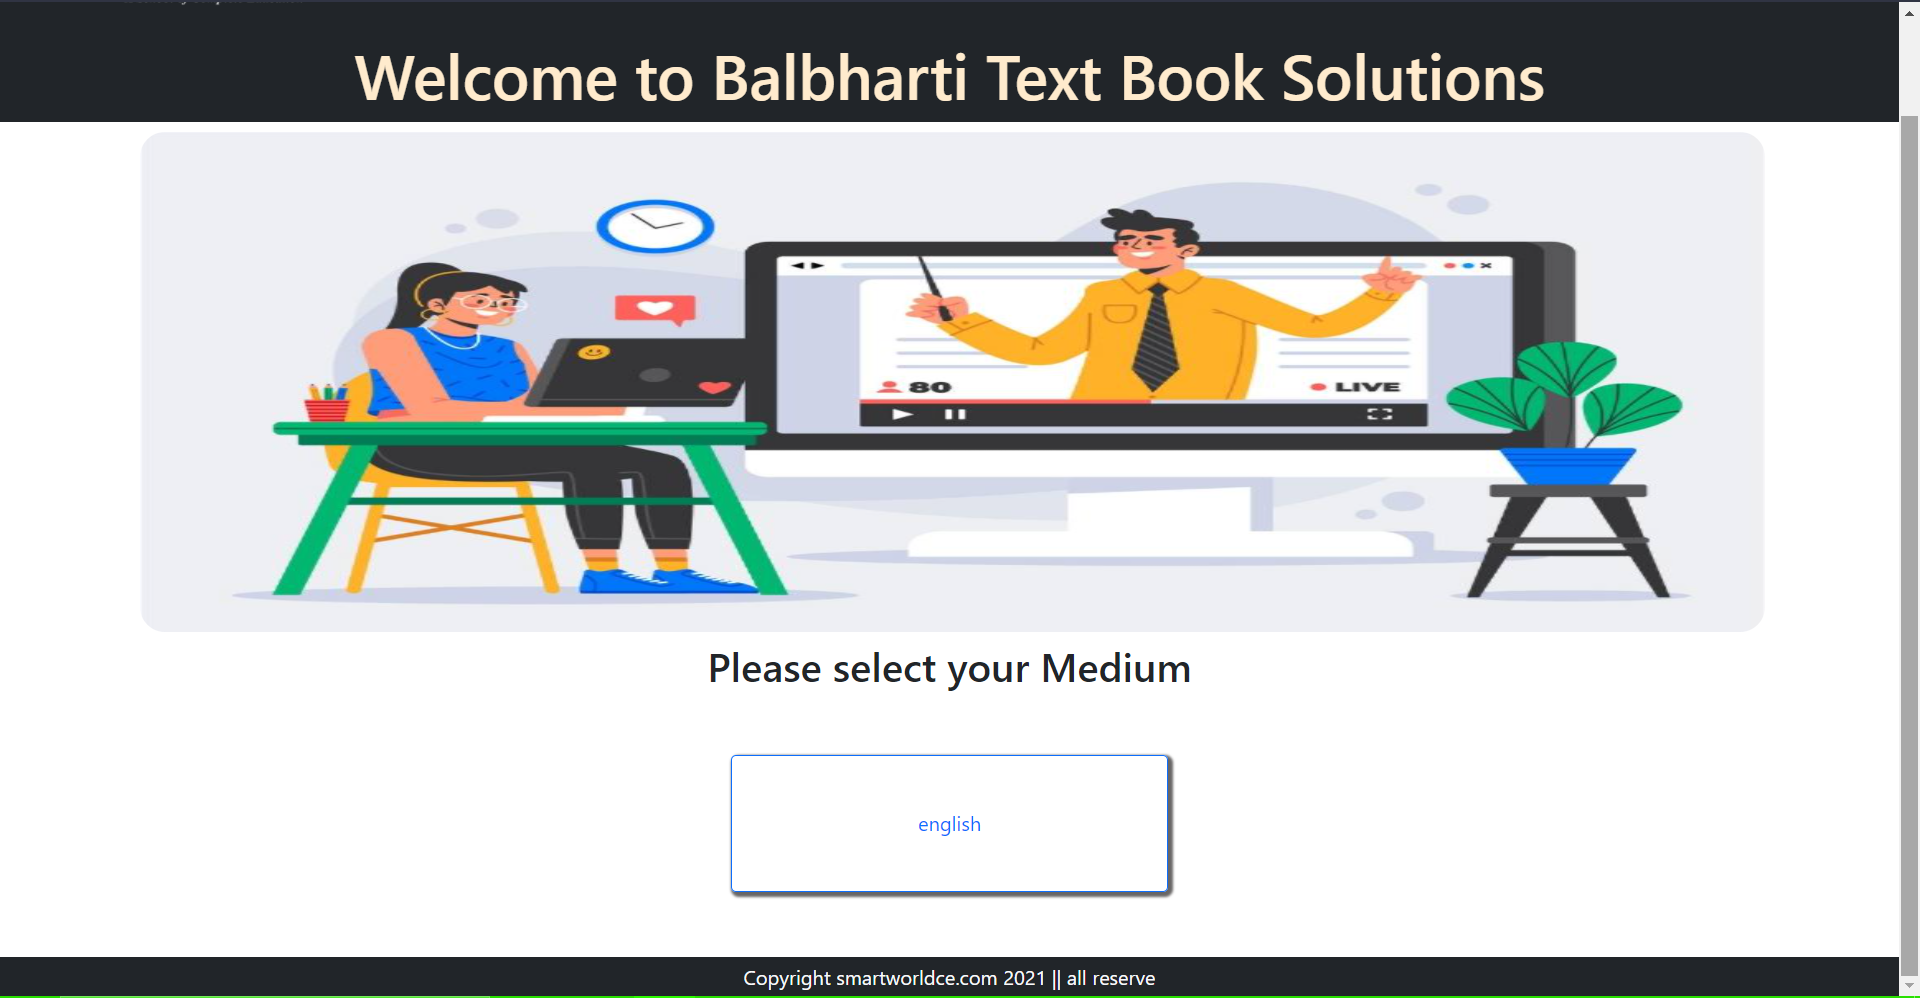 Welcome to Balbharti Text Book Solutions
80
LIVE
Please select your Medium
english
Copyright smartworldce.com 2021 || all reserve